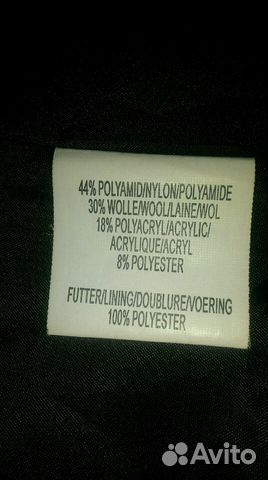 44% POLYAMID/NYLON/POLYAMIDE
30% WOLLE/WOOL/LAINE/WOL
18% POLYACRYL/ACRYLIC/
ACRYLIQUE/ACRYL
8% POLYESTER
FUTTER/LINING/DOUBLURE/VOERING
100% POLYESTER
Avito